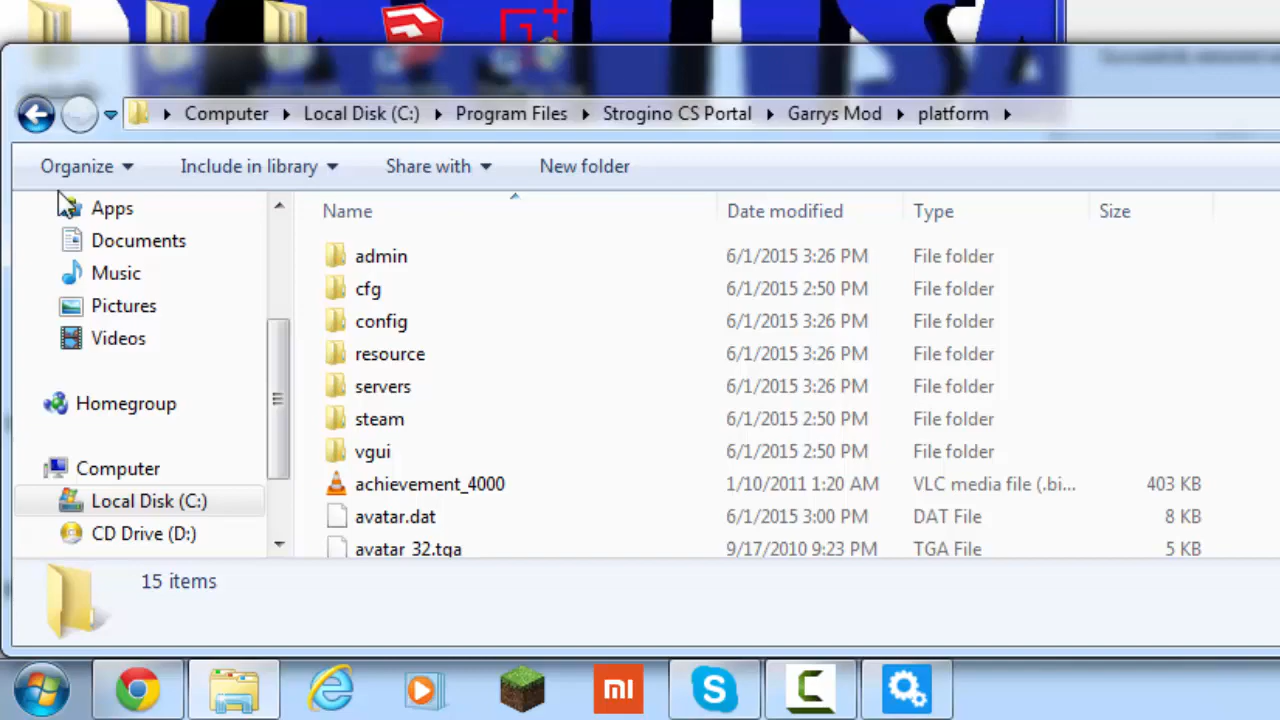 Computer Local Disk (C:) Program Files Strogino CS Portal Garrys Mod platform
Organize Include in library Share with New folder
Name Date modified Type Size
Apps
Documents
Music
Pictures
Videos
Homegroup
Computer
Local Disk (C:)
CD Drive (D:)
admin 6/1/2015 3:26 PM File folder
cfg 6/1/2015 2:50 PM File folder
config 6/1/2015 3:26 PM File folder
resource 6/1/2015 3:26 PM File folder
servers 6/1/2015 3:26 PM File folder
steam 6/1/2015 2:50 PM File folder
vgui 6/1/2015 2:50 PM File folder
achievement_4000 1/10/2011 1:20 AM VLC media file (.bi... 403 KB
avatar.dat 6/1/2015 3:00 PM DAT File 8 KB
avatar_32.tga 9/17/2010 9:23 PM TGA File 5 KB
15 items
mi